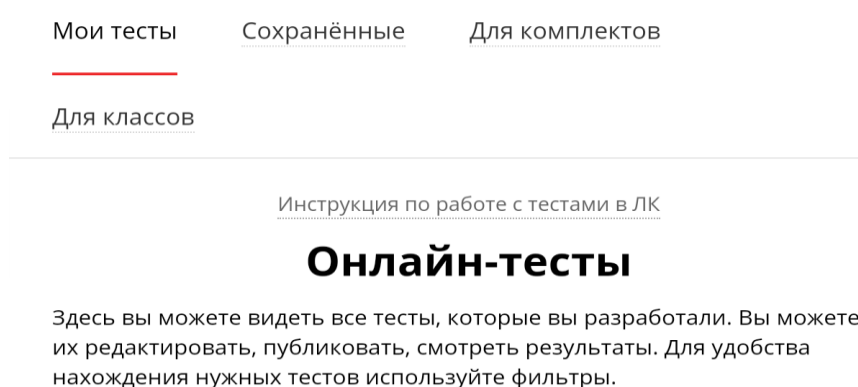 Мои тесты Сохранённые Для комплектов
Для классов
Инструкция по работе с тестами в ЛК
Онлайн-тесты
Здесь вы можете видеть все тесты, которые вы разработали. Вы можете
их редактировать, публиковать, смотреть результаты. Для удобства
нахождения нужных тестов используйте фильтры.